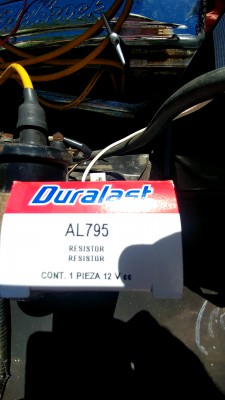 Duralast
AL795
RESISTOR
RESISTOR
CONT. 1 PIEZA 12 V cc